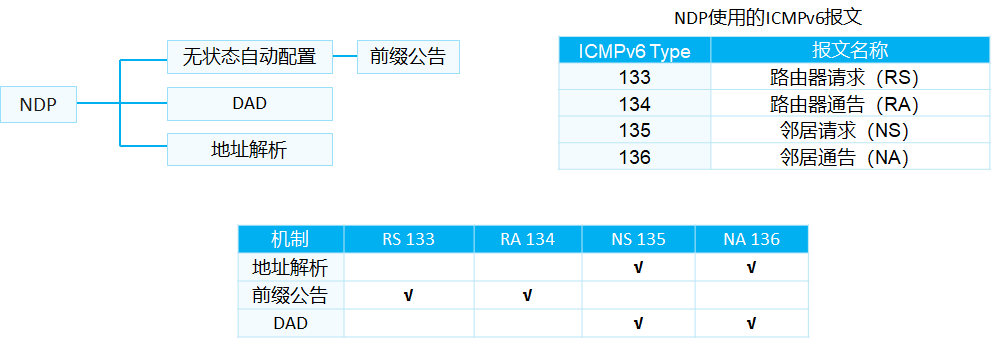 NDP使用的ICMPv6报文
无状态自动配置 前缀公告
NDP
DAD
地址解析
ICMPv6 Type 报文名称
133 路由器请求（RS）
134 路由器通告（RA）
135 邻居请求（NS）
136 邻居通告（NA）
机制 RS 133 RA 134 NS 135 NA 136
地址解析 √ √
前缀公告 √ √
DAD √ √